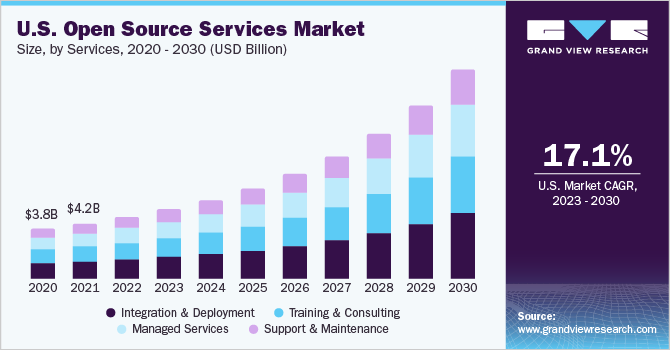 U.S. Open Source Services Market
Size, by Services, 2020 - 2030 (USD Billion)
$3.8B
$4.2B
2020 2021 2022 2023 2024 2025 2026 2027 2028 2029 2030
Integration & Deployment
Training & Consulting
Managed Services
Support & Maintenance
GRAND VIEW RESEARCH
17.1%
U.S. Market CAGR,
2023 - 2030
Source:
www.grandviewresearch.com